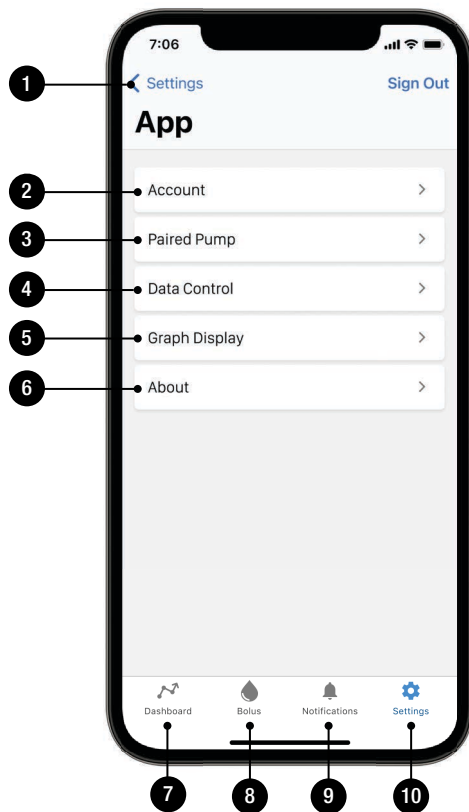 7:06
1
Settings
Sign Out
App
2
Account
3
Paired Pump
4
Data Control
5
Graph Display
6
About
Dashboard
Bolus
Notifications
Settings
7
8
9
10